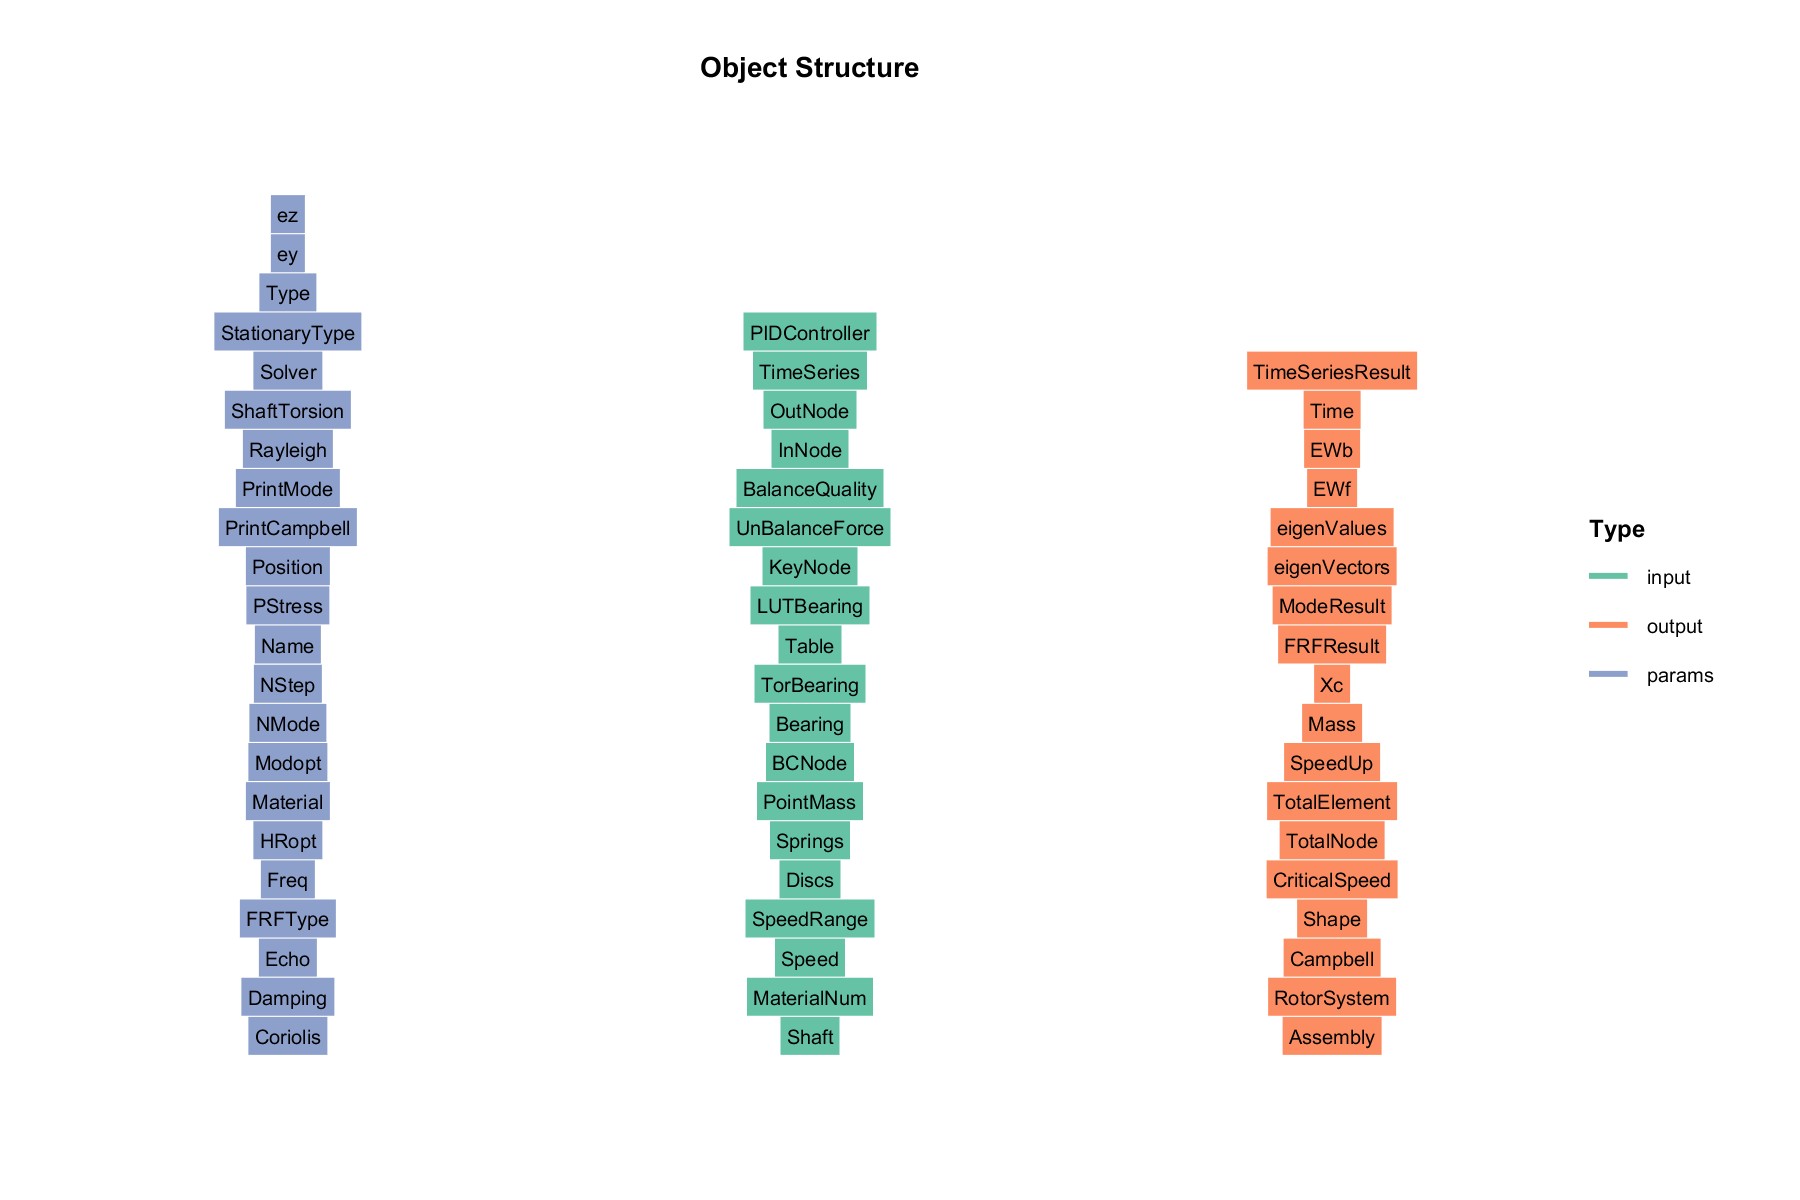 Object Structure
ez
ey
Type
StationaryType
Solver
ShaftTorsion
Rayleigh
PrintMode
PrintCampbell
Position
PStress
Name
NStep
NMode
Modopt
Material
HRopt
Freq
FRFType
Echo
Damping
Coriolis
PIDController
TimeSeries
OutNode
InNode
BalanceQuality
UnBalanceForce
KeyNode
LUTBearing
Table
TorBearing
Bearing
BCNode
PointMass
Springs
Discs
SpeedRange
Speed
MaterialNum
Shaft
TimeSeriesResult
Time
EWb
EWf
eigenValues
eigenVectors
ModeResult
FRFResult
Xc
Mass
SpeedUp
TotalElement
TotalNode
CriticalSpeed
Shape
Campbell
RotorSystem
Assembly
Type
input
output
params